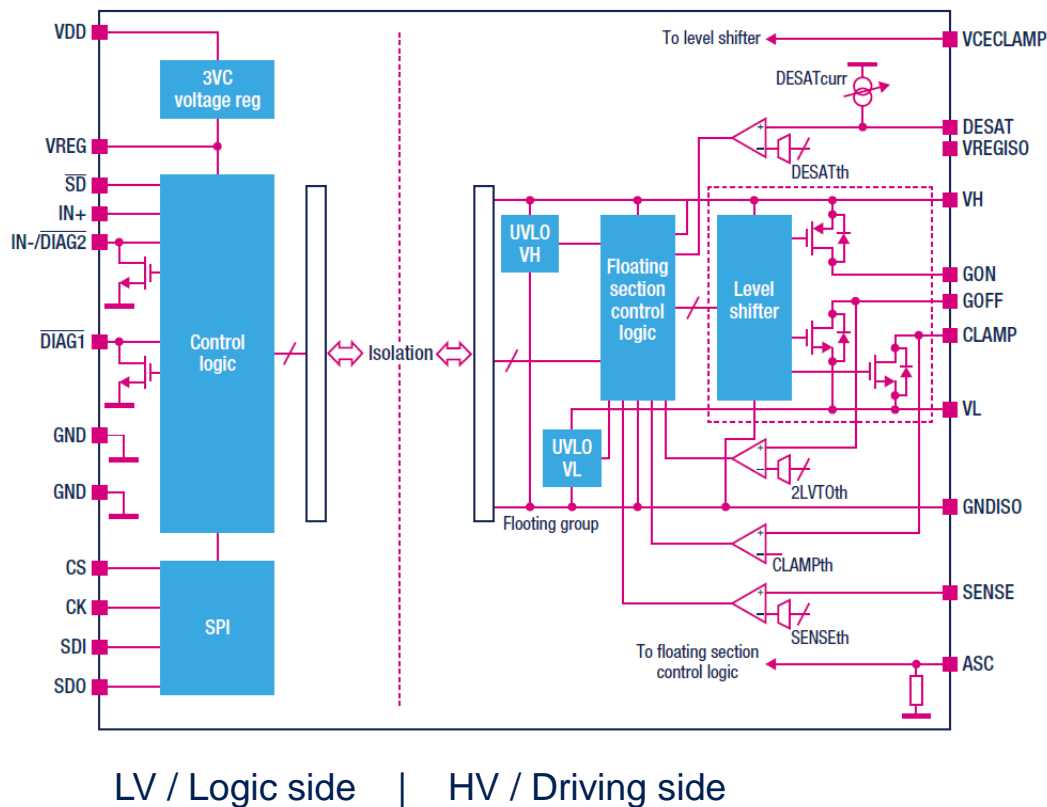 VDD
3VC
voltage reg
VREG
SD
IN+
IN-/DIAG2
DIAG1
Control
logic
GND
GND
CS
CK
SDI
SDO
SPI
Isolation
To level shifter
VCECLAMP
DESATcurr
DESAT
VREGISO
+
−
DESATth
VH
UVLO
VH
Floating
section
control
logic
Level
shifter
GON
GOFF
CLAMP
VL
UVLO
VL
+
−
2LVTOth
GNDISO
Flooting group
+
−
CLAMPth
+
−
SENSE
SENSEth
To floating section
control logic
ASC
LV / Logic side | HV / Driving side